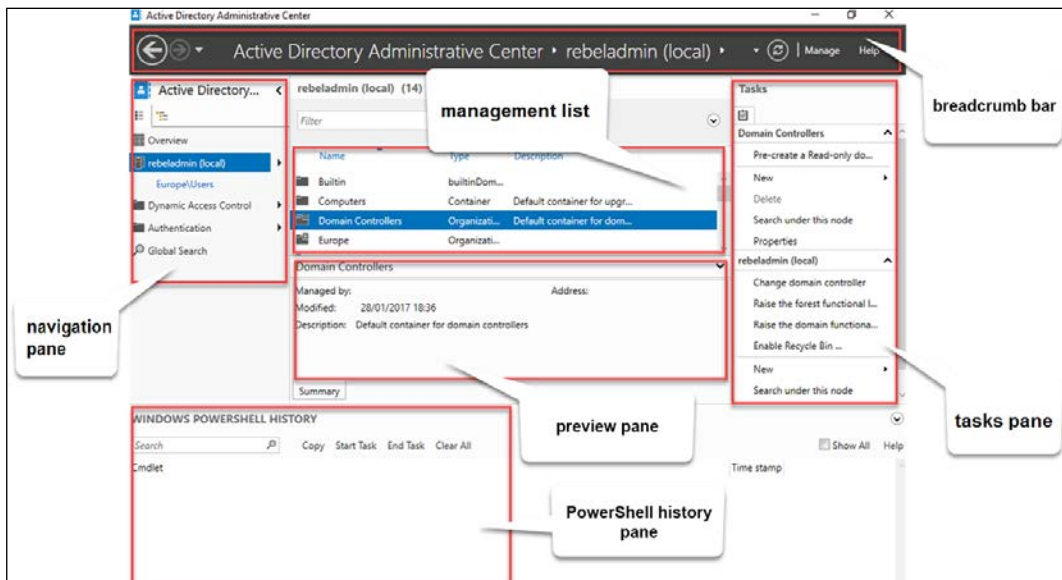 Active Directory Administrative Center
Active Directory Administrative Center • rebeladmin (local) •
Manage
Help
breadcrumb bar
Active Directory...
Overview
rebeladmin (local)
Europe\Users
Dynamic Access Control
Authentication
Global Search
navigation pane
rebeladmin (local) (14)
Filter
management list
Name Type Description
Builtin builtinDom...
Computers Container Default container for upgr...
Domain Controllers Organizati... Default container for dom...
Europe Organizati...
Domain Controllers
Managed by: Address:
Modified: 28/01/2017 18:36
Description: Default container for domain controllers
Summary
preview pane
Tasks
Domain Controllers
Pre-create a Read-only do...
New
Delete
Search under this node
Properties
rebeladmin (local)
Change domain controller
Raise the forest functional l...
Raise the domain functiona...
Enable Recycle Bin ...
New
Search under this node
tasks pane
WINDOWS POWERSHELL HISTORY
Search Copy Start Task End Task Clear All Show All Help
Cmdlet Time stamp
PowerShell history
pane